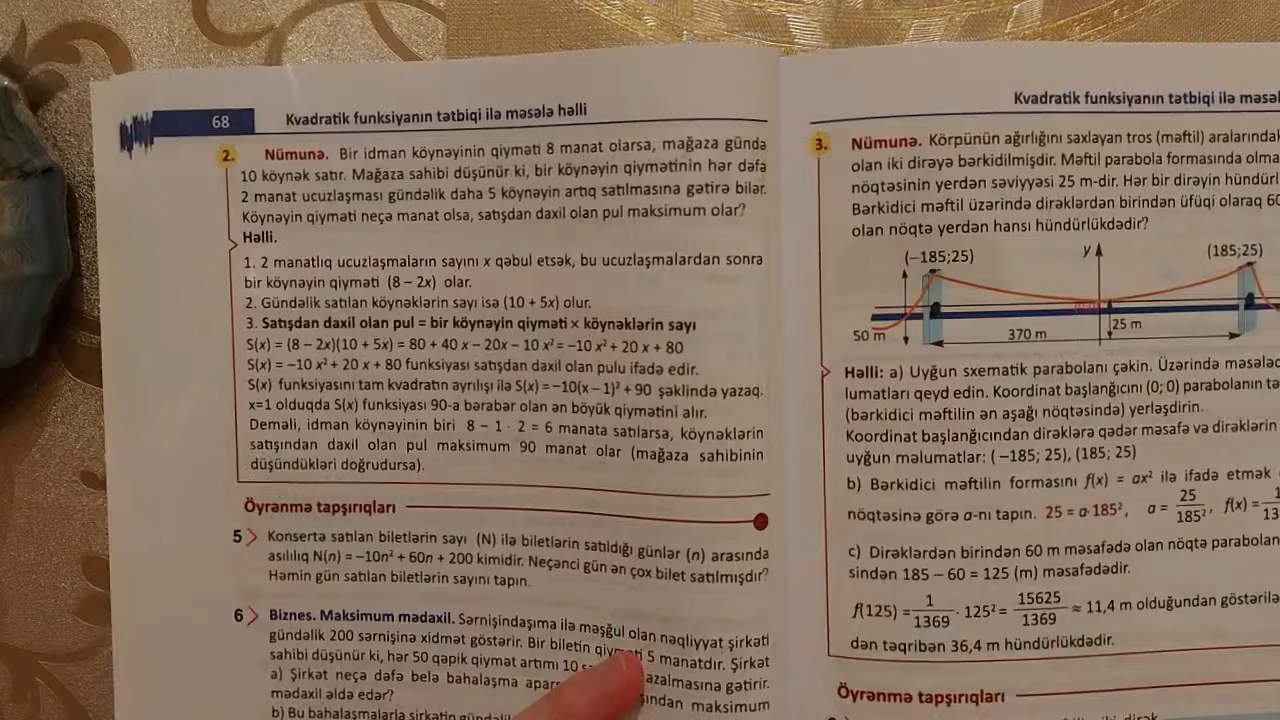 68
Kvadratik funksiyanın tətbiqi ilə məsələ həlli
2. Nümunə. Bir idman köynəyinin qiyməti 8 manat olarsa, mağaza gündə
10 köynək satır. Mağaza sahibi düşünür ki, bir köynəyin qiymətinin hər dəfə
2 manat ucuzlaşması gündəlik daha 5 köynəyin artıq satılmasına gətirə bilər.
Köynəyin qiyməti neçə manat olsa, satışdan daxil olan pul maksimum olar?
Həlli.
1. 2 manatlıq ucuzlaşmaların sayını x qəbul etsək, bu ucuzlaşmalardan sonra
bir köynəyin qiyməti (8 – 2x) olar.
2. Gündəlik satılan köynəklərin sayı isə (10 + 5x) olur.
3. Satışdan daxil olan pul = bir köynəyin qiyməti × köynəklərin sayı
S(x) = (8 – 2x)(10 + 5x) = 80 + 40 x – 20x – 10 x² = –10 x² + 20 x + 80
S(x) = –10 x² + 20 x + 80 funksiyası satışdan daxil olan pulu ifadə edir.
S(x) funksiyasını tam kvadratın ayrılışı ilə S(x) = –10(x – 1)² + 90 şəklində yazaq.
x=1 olduqda S(x) funksiyası 90-a bərabər olan ən böyük qiymətini alır.
Deməli, idman köynəyinin biri 8 – 1 · 2 = 6 manata satılarsa, köynəklərin
satışından daxil olan pul maksimum 90 manat olar (mağaza sahibinin
düşündükləri doğrudursa).
Öyrənmə tapşırıqları
5 Konsertə satılan biletlərin sayı (N) ilə biletlərin satıldığı günlər (n) arasında
asılılıq N(n) = –10n² + 60n + 200 kimidir. Neçənci gün ən çox bilet satılmışdır?
Həmin gün satılan biletlərin sayını tapın.
6 Biznes. Maksimum mədaxil. Sərnişindaşıma ilə məşğul olan nəqliyyat şirkəti
gündəlik 200 sərnişinə xidmət göstərir. Bir biletin qiyməti 5 manatdır. Şirkət
sahibi düşünür ki, hər 50 qəpik qiymət artımı 10 azalmasına gətirir.
a) Şirkət neçə dəfə belə bahalaşma maksimum
mədaxil əldə edər?
b) Bu bahalaşmalarla şirkətin
Kvadratik funksiyanın tətbiqi ilə
3. Nümunə. Körpünün ağırlığını saxlayan tros (məftil)
olan iki dirəyə bərkidilmişdir. Məftil parabola formasında
nöqtəsinin yerdən səviyyəsi 25 m-dir. Hər bir dirəyin
Bərkidici məftil üzərində dirəklərdən birindən üfüqi olaraq
olan nöqtə yerdən hansı hündürlükdədir?
(–185;25)
y
(185;25)
50 m
370 m
25 m
Həlli: a) Uyğun sxematik parabolanı çəkin. Üzərində
lumatları qeyd edin. Koordinat başlanğıcını (0; 0) parabolanın
(bərkidici məftilin ən aşağı nöqtəsində) yerləşdirin.
Koordinat başlanğıcından dirəklərə qədər məsafə və dirəklərin
uyğun məlumatlar: ( –185; 25), (185; 25)
b) Bərkidici məftilin formasını f(x) = ax² ilə ifadə etmək
nöqtəsinə görə a-nı tapın. 25 = a·185², a = 25/185², f(x) =
c) Dirəklərdən birindən 60 m məsafədə olan nöqtə
sindən 185 – 60 = 125 (m) məsafədədir.
f(125) = 1/1369 · 125² = 15625/1369 ≈ 11,4 m olduğundan
dən təqribən 36,4 m hündürlükdədir.
Öyrənmə tapşırıqları